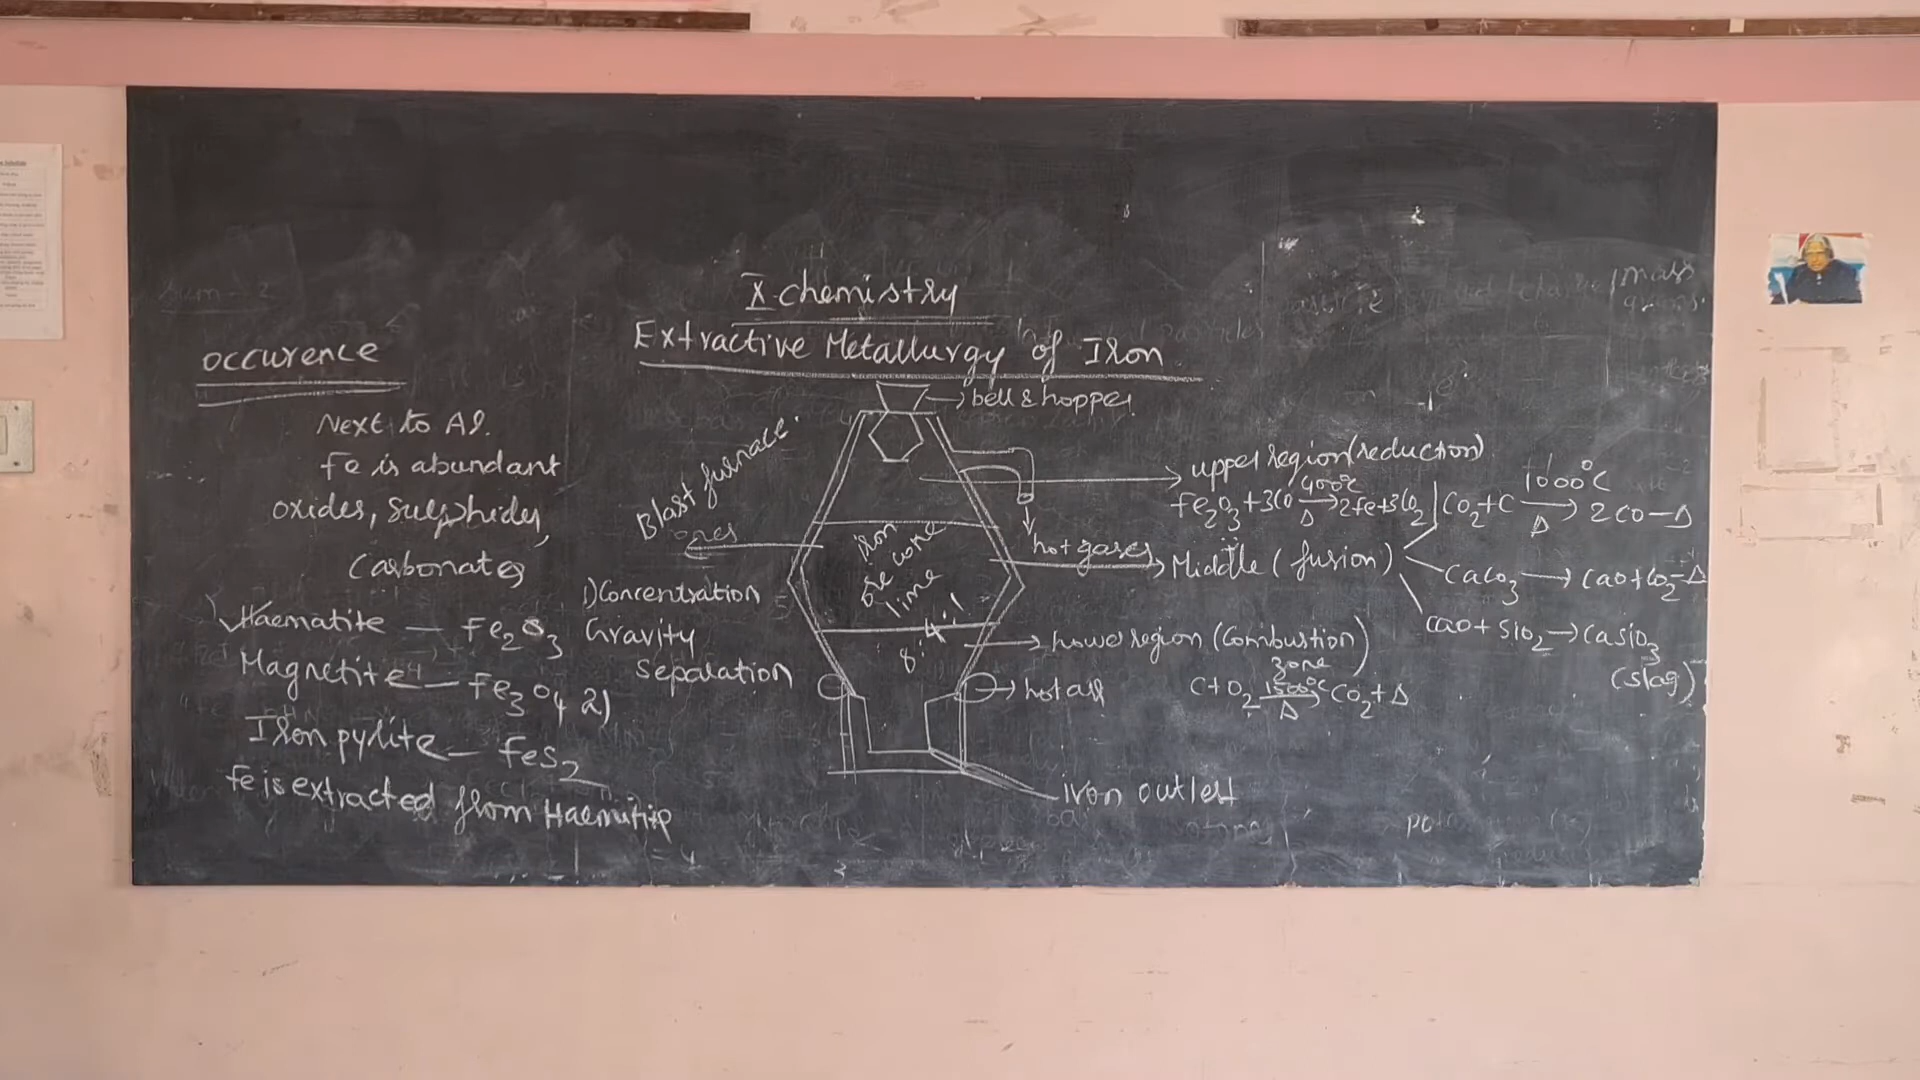 X-chemistry
Extractive Metallurgy of Iron
occurence
Next to Al.
Fe is abundant
oxides, Sulphides,
Carbonates
Haematite — Fe2O3
Magnetite — Fe3O4
Iron pyrite — FeS2
Fe is extracted from Haematite
Blast furnace.
ores
1) Concentration
Gravity
Separation
2)
bell & hopper
Iron
ore coke
lime
8:4:1
hot gases
upper region (reduction)
Fe2O3 + 3CO 400°C Δ → 2Fe + 3CO2
Middle (fusion)
CO2 + C 1000°C Δ → 2CO – Δ
CaCO3 → CaO + CO2 – Δ
CaO + SiO2 → CaSiO3
(slag)
lower region (Combustion)
zone
C + O2 1500°C Δ → CO2 + Δ
hot air
iron outlet
mass